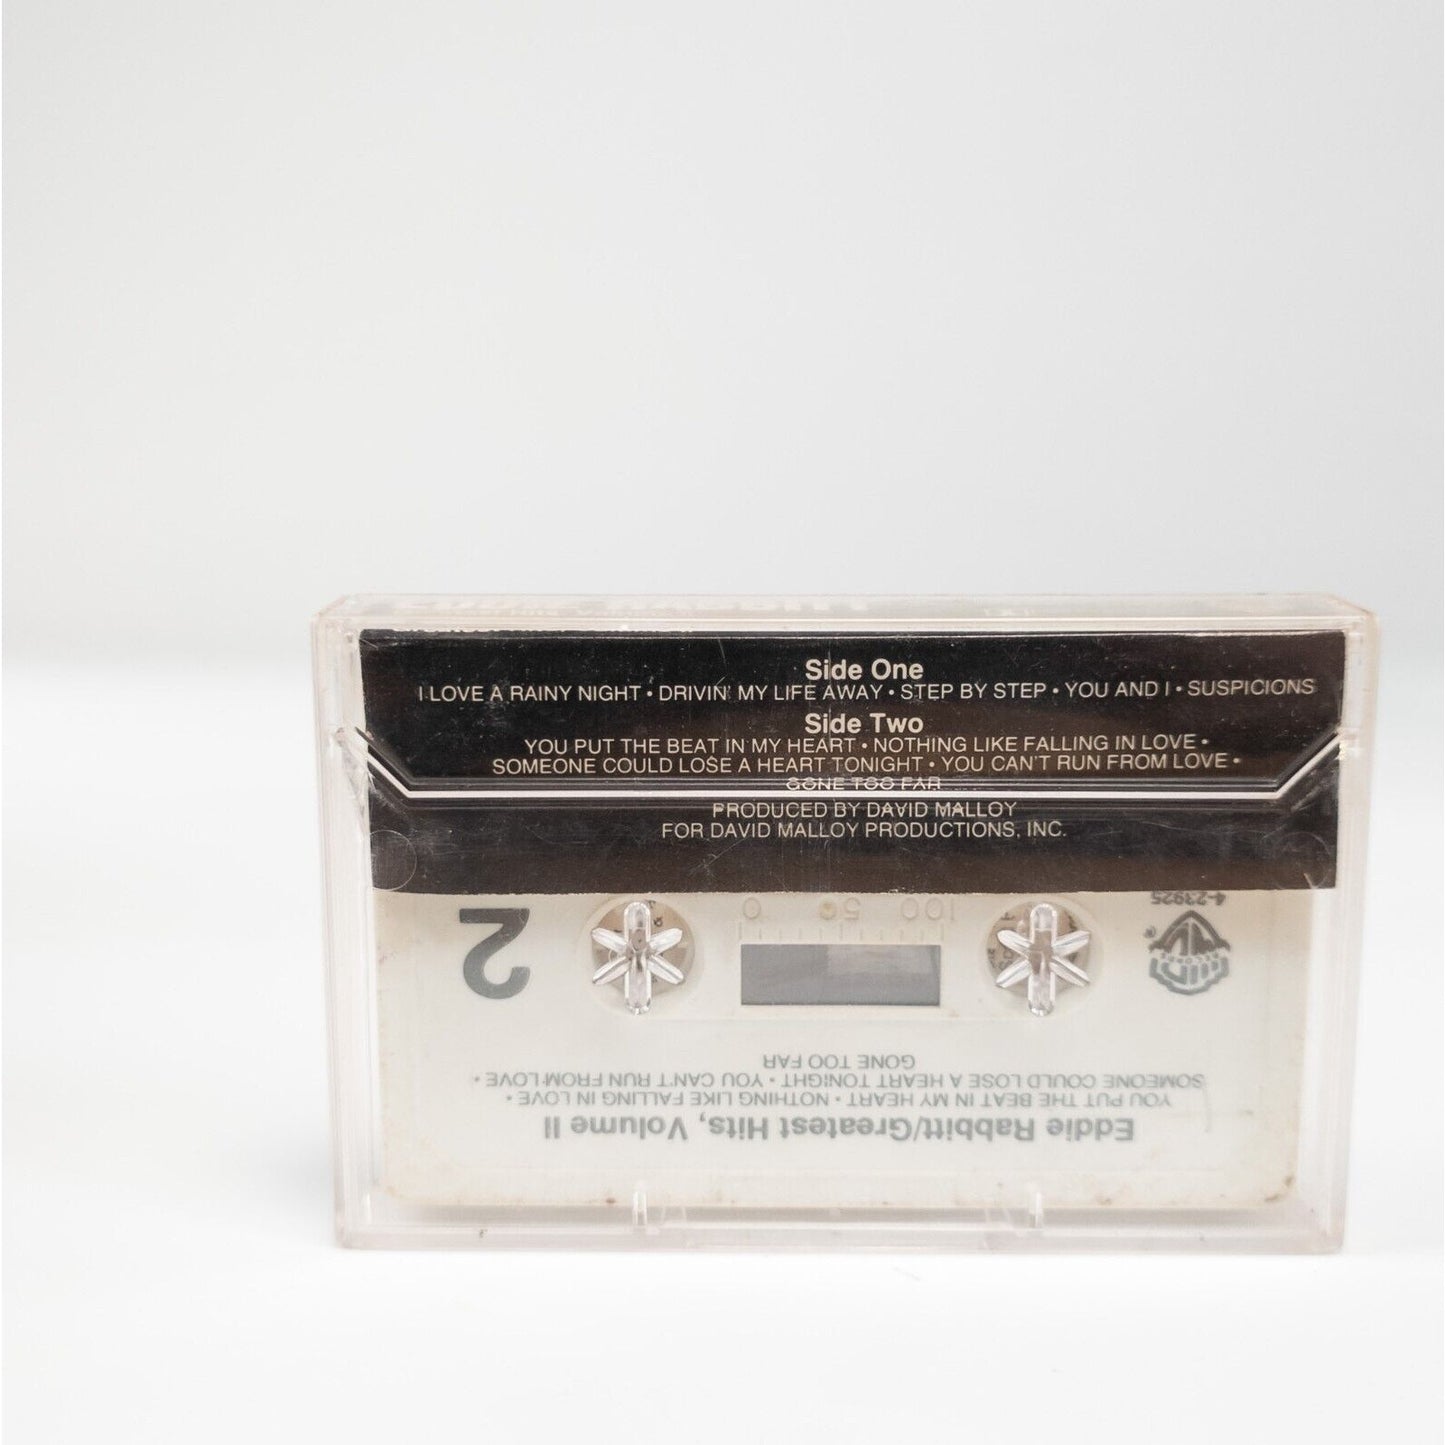 Side One
I LOVE A RAINY NIGHT • DRIVIN' MY LIFE AWAY • STEP BY STEP • YOU AND I • SUSPICIONS
Side Two
YOU PUT THE BEAT IN MY HEART • NOTHING LIKE FALLING IN LOVE •
SOMEONE COULD LOSE A HEART TONIGHT • YOU CAN'T RUN FROM LOVE •
GONE TOO FAR
PRODUCED BY DAVID MALLOY
FOR DAVID MALLOY PRODUCTIONS, INC.
Eddie Rabbitt/Greatest Hits, Volume II
YOU PUT THE BEAT IN MY HEART • NOTHING LIKE FALLING IN LOVE •
SOMEONE COULD LOSE A HEART TONIGHT • YOU CAN'T RUN FROM LOVE •
GONE TOO FAR
RECORDS
®
2
100 50 0
4-23925